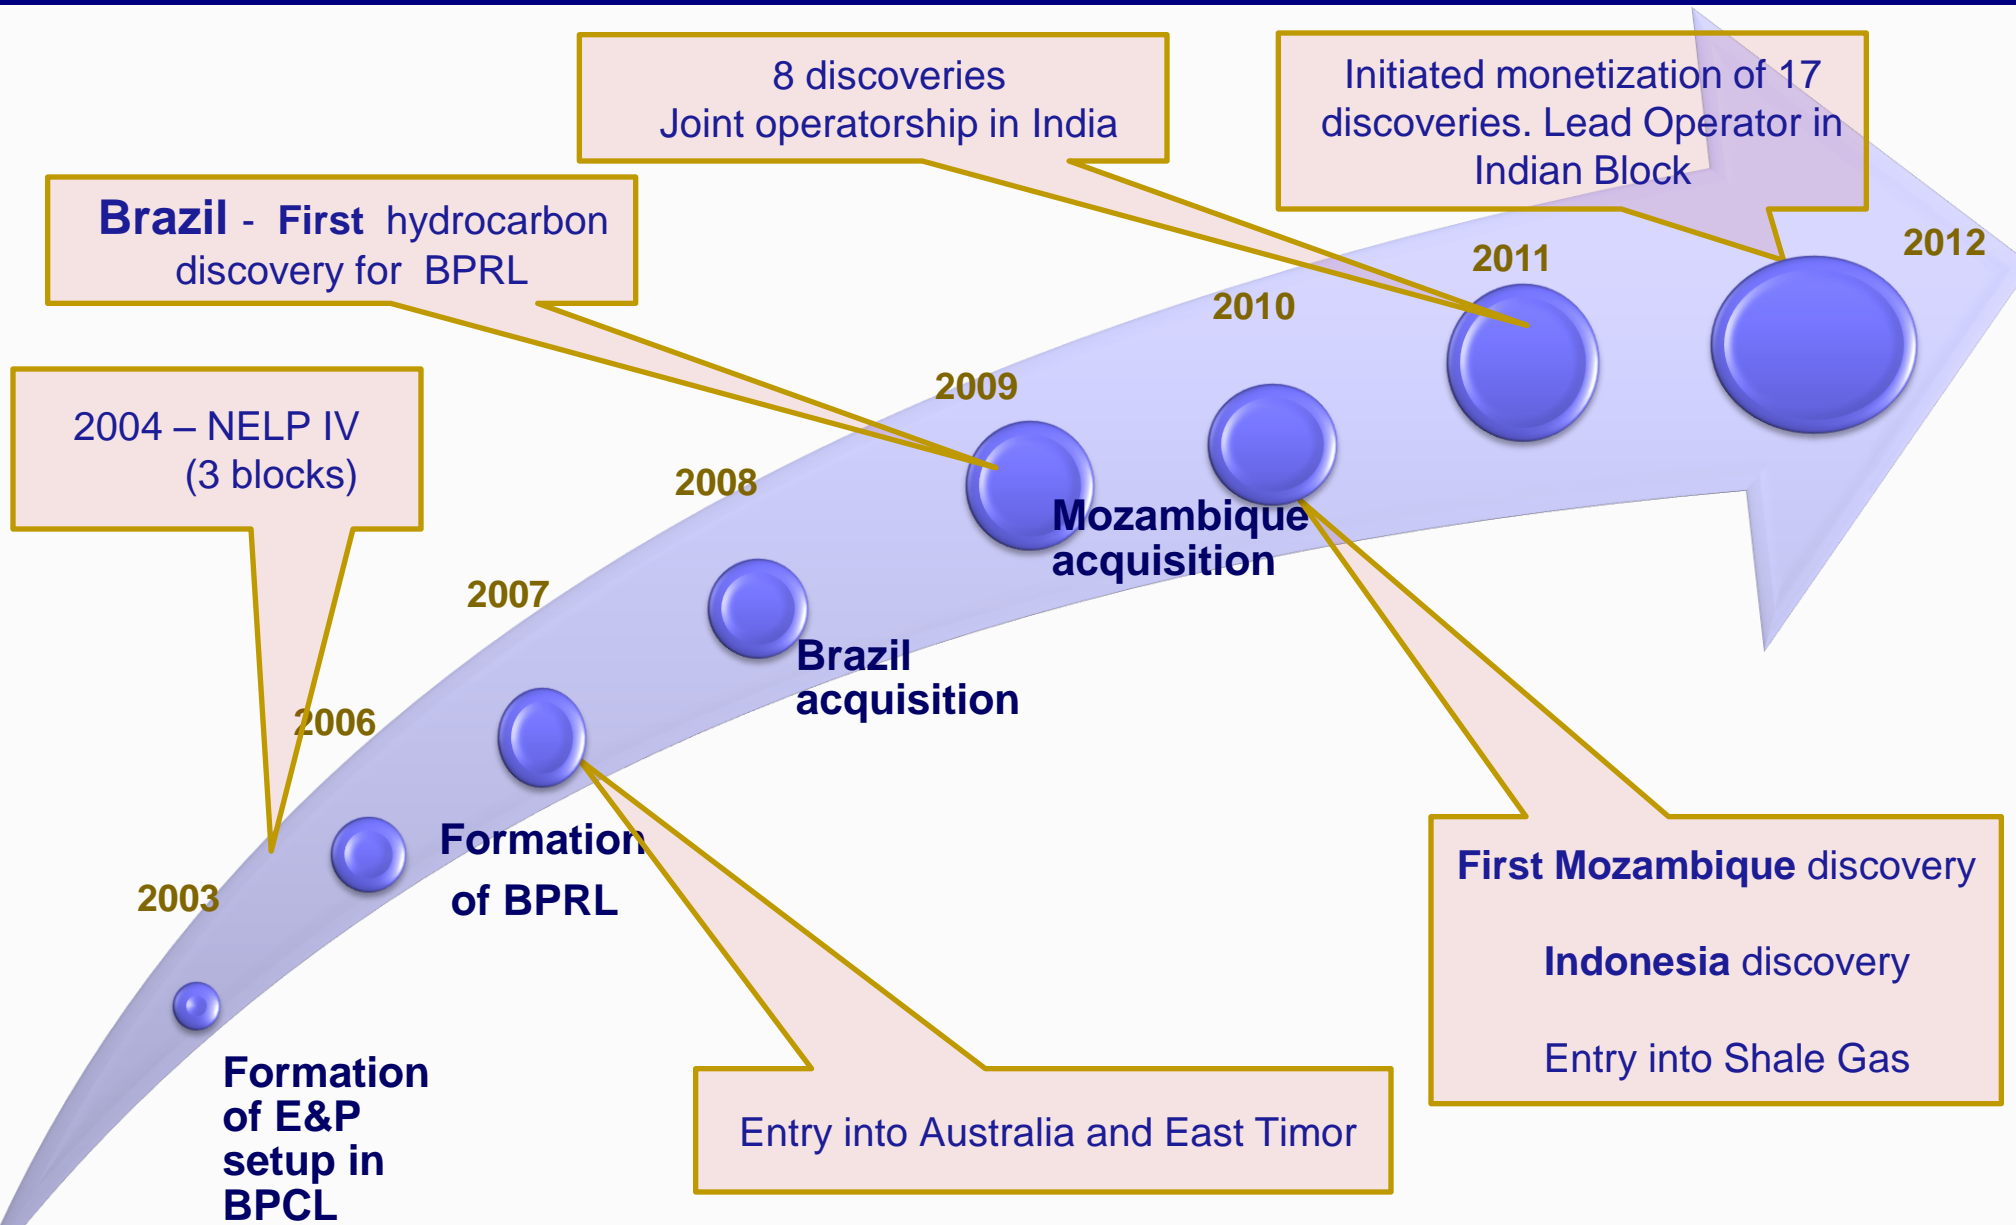 8 discoveries
Joint operatorship in India
Initiated monetization of 17
discoveries. Lead Operator in
Indian Block
Brazil - First hydrocarbon
discovery for BPRL
2012
2011
2010
2009
2004 – NELP IV
(3 blocks)
2008
Mozambique
acquisition
2007
Brazil
acquisition
2006
Formation
of BPRL
2003
First Mozambique discovery
Indonesia discovery
Entry into Shale Gas
Formation
of E&P
setup in
BPCL
Entry into Australia and East Timor